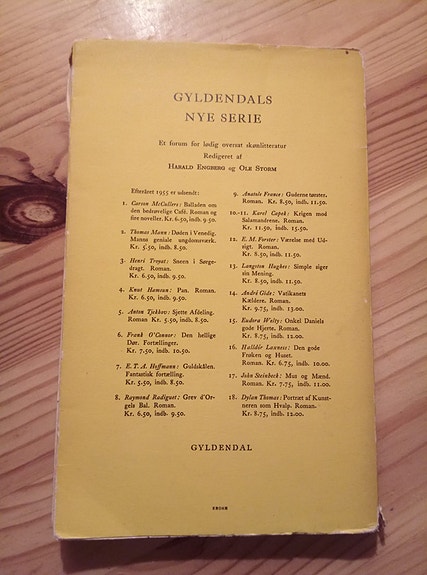 GYLDENDALS
NYE SERIE
Et forum for lødig oversat skønlitteratur
Redigeret af
HARALD ENGBERG og OLE STORM
Efteråret 1955 er udsendt:
1. Carson McCullers: Balladen om
den bedrøvelige Café. Roman og
fire noveller. Kr. 6.50, indb. 9.50.
2. Thomas Mann: Døden i Venedig.
Manns geniale ungdomsværk.
Kr. 5.50, indb. 8.50.
3. Henri Troyat: Sneen i Sørge-
dragt. Roman.
Kr. 6.50, indb. 9.50.
4. Knut Hamsun: Pan. Roman.
Kr. 6.50, indb. 9.50.
5. Anton Tjekhov: Sjette Afdeling.
Roman Kr. 5.50, indb. 8.50.
6. Frank O'Connor: Den hellige
Dør. Fortællinger.
Kr. 7.50, indb. 10.50.
7. E. T. A. Hoffmann: Guldskålen.
Fantastisk fortælling.
Kr. 5.50, indb. 8.50.
8. Raymond Radiguet: Grev d'Or-
gels Bal. Roman.
Kr. 6.50, indb. 9.50.
9. Anatole France: Guderne tørster.
Roman. Kr. 8.50, indb. 11.50.
10.-11. Karel Capek: Krigen mod
Salamandrene. Roman.
Kr. 11.50, indb. 15.50.
12. E. M. Forster: Værelse med Ud-
sigt. Roman.
Kr. 8.50, indb. 11.50.
13. Langston Hughes: Simple siger
sin Mening.
Kr. 8.50, indb. 11.50.
14. André Gide: Vatikanets
Kældere. Roman.
Kr. 9.75, indb. 13.00.
15. Eudora Welty: Onkel Daniels
gode Hjerte. Roman.
Kr. 8.75, indb. 12.00.
16. Halldór Laxness: Den gode
Frøken og Huset.
Roman. Kr. 6.75, indb. 10.00.
17. John Steinbeck: Mus og Mænd.
Roman. Kr. 7.75, indb. 11.00.
18. Dylan Thomas: Portræt af Kunst-
neren som Hvalp. Roman.
Kr. 8.75, indb. 12.00.
GYLDENDAL